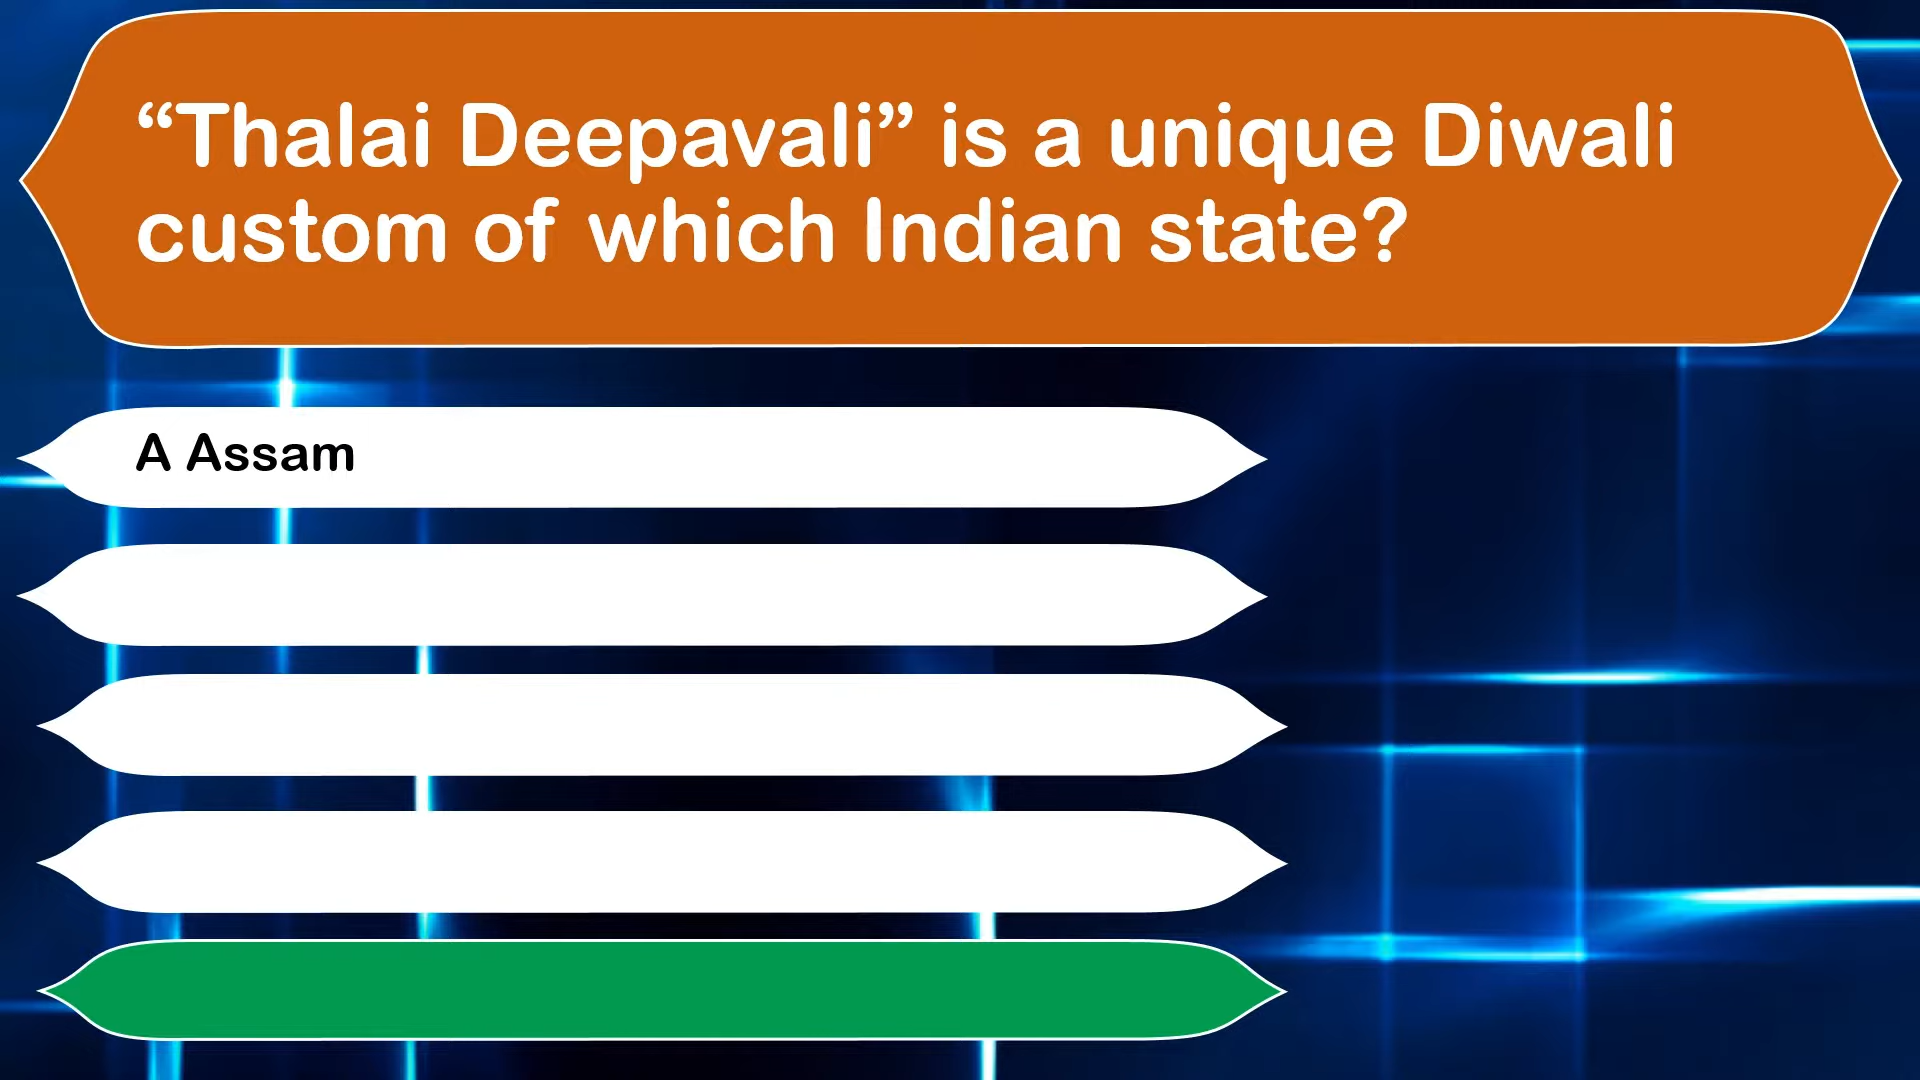 “Thalai Deepavali” is a unique Diwali
custom of which Indian state?
A Assam